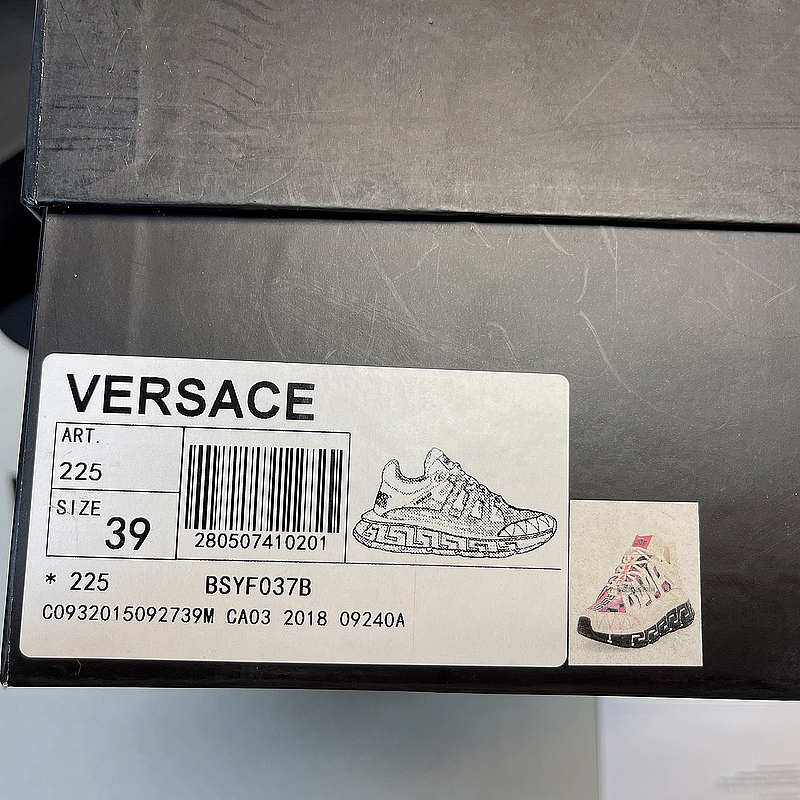 VERSACE
ART.
225
SIZE
39
280507410201
* 225 BSYF037B
C0932015092739M CA03 2018 09240A